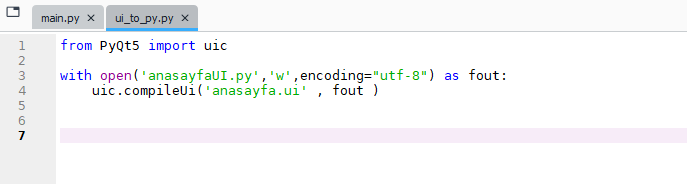 main.py × ui_to_py.py ×
1 from PyQt5 import uic
2
3 with open('anasayfaUI.py','w',encoding="utf-8") as fout:
4     uic.compileUi('anasayfa.ui' , fout )
5
6
7